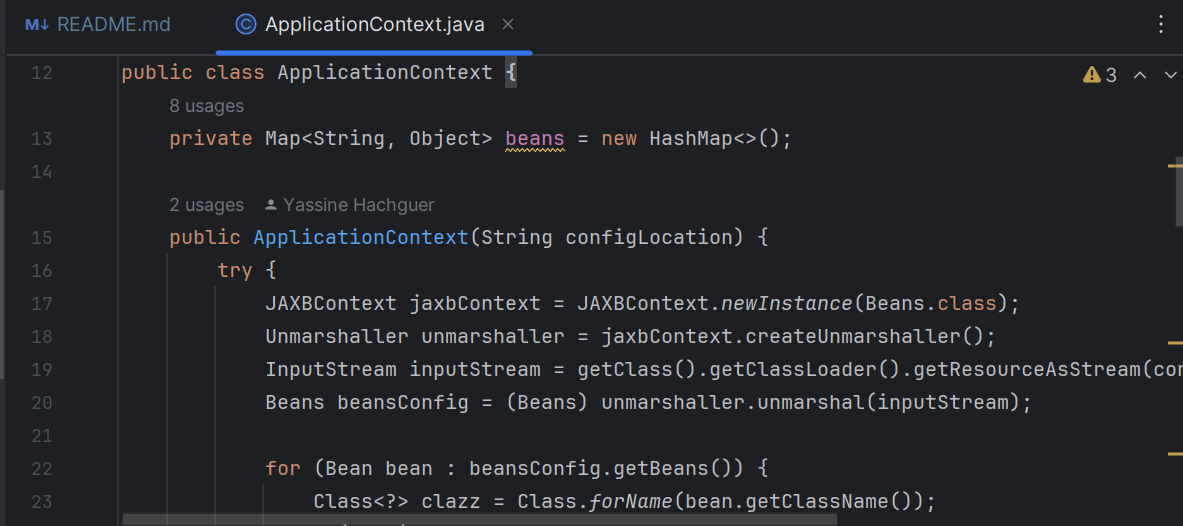 M↓ README.md
C ApplicationContext.java
12 public class ApplicationContext {
3
8 usages
13 private Map<String, Object> beans = new HashMap<>();
14
2 usages Yassine Hachguer
15 public ApplicationContext(String configLocation) {
16 try {
17 JAXBContext jaxbContext = JAXBContext.newInstance(Beans.class);
18 Unmarshaller unmarshaller = jaxbContext.createUnmarshaller();
19 InputStream inputStream = getClass().getClassLoader().getResourceAsStream(
20 Beans beansConfig = (Beans) unmarshaller.unmarshal(inputStream);
21
22 for (Bean bean : beansConfig.getBeans()) {
23 Class<?> clazz = Class.forName(bean.getClassName());